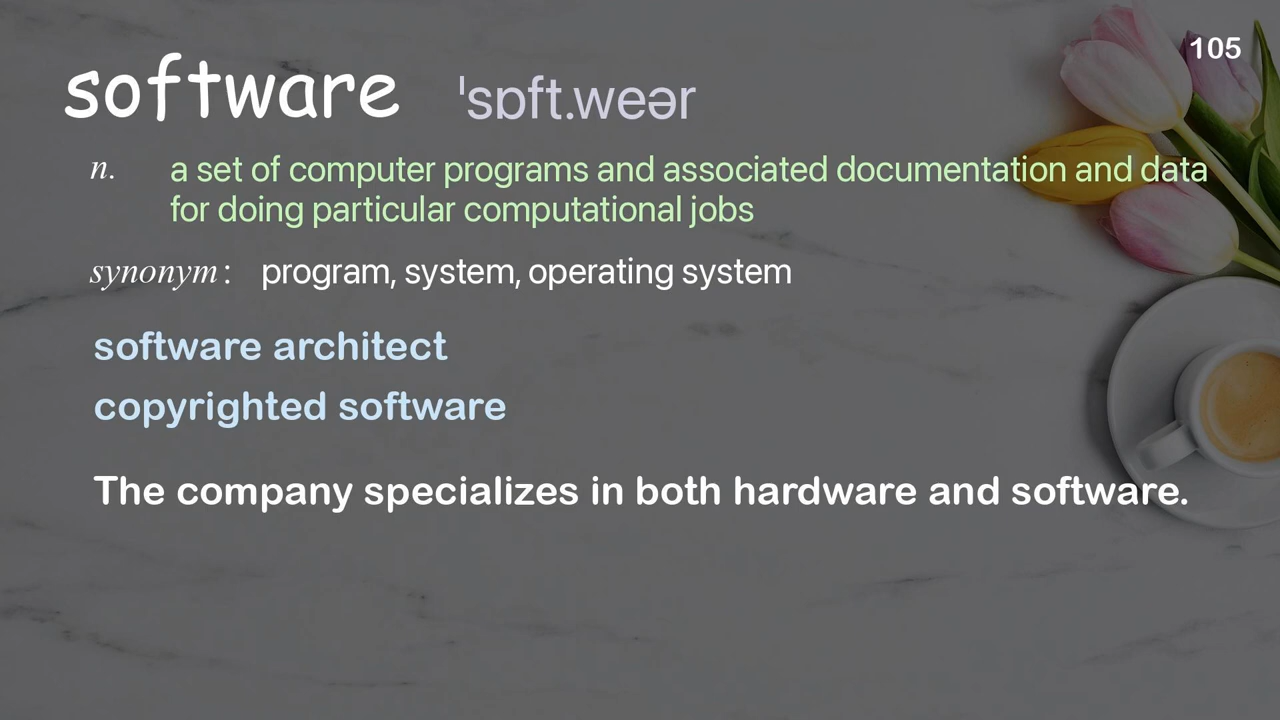 105
software ˈsɒft.weər
n. a set of computer programs and associated documentation and data
for doing particular computational jobs
synonym: program, system, operating system
software architect
copyrighted software
The company specializes in both hardware and software.